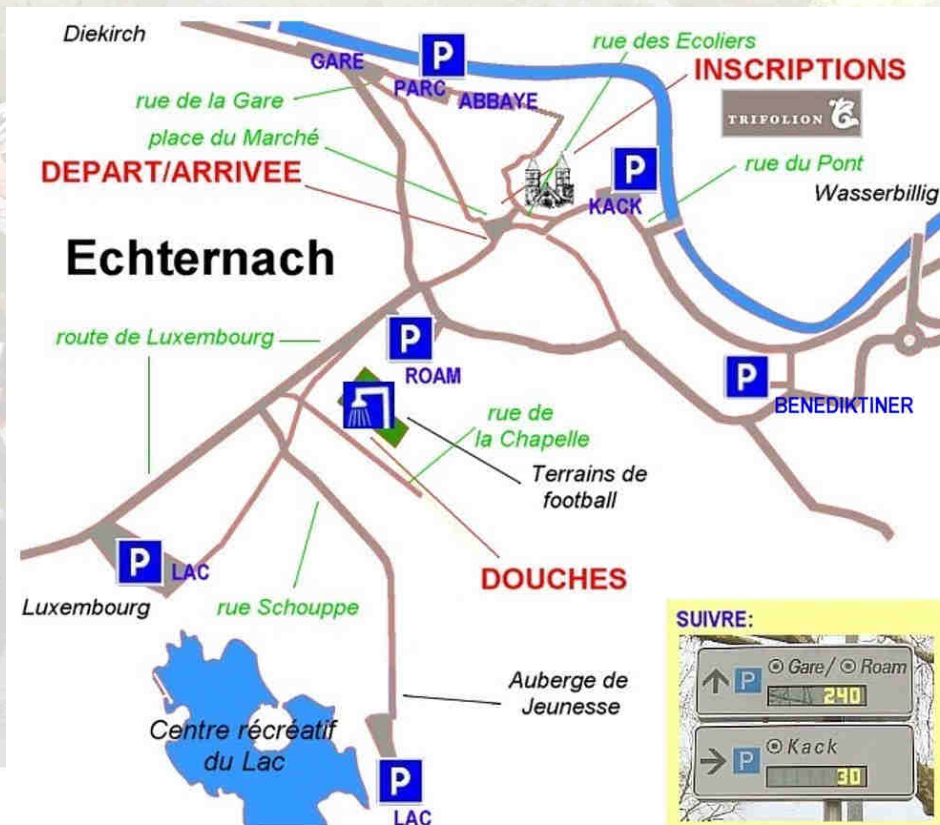 Diekirch
GARE
P
rue des Ecoliers
INSCRIPTIONS
TRIFOLION
rue de la Gare
PARC
ABBAYE
place du Marché
DEPART/ARRIVEE
P
KACK
rue du Pont
Wasserbillig
Echternach
route de Luxembourg
P
ROAM
P
BENEDIKTINER
rue de
la Chapelle
Terrains de
football
P
LAC
DOUCHES
Luxembourg
rue Schouppe
SUIVRE:
P Gare/ Roam
240
P Kack
30
Auberge de
Jeunesse
Centre récréatif
du Lac
P
LAC